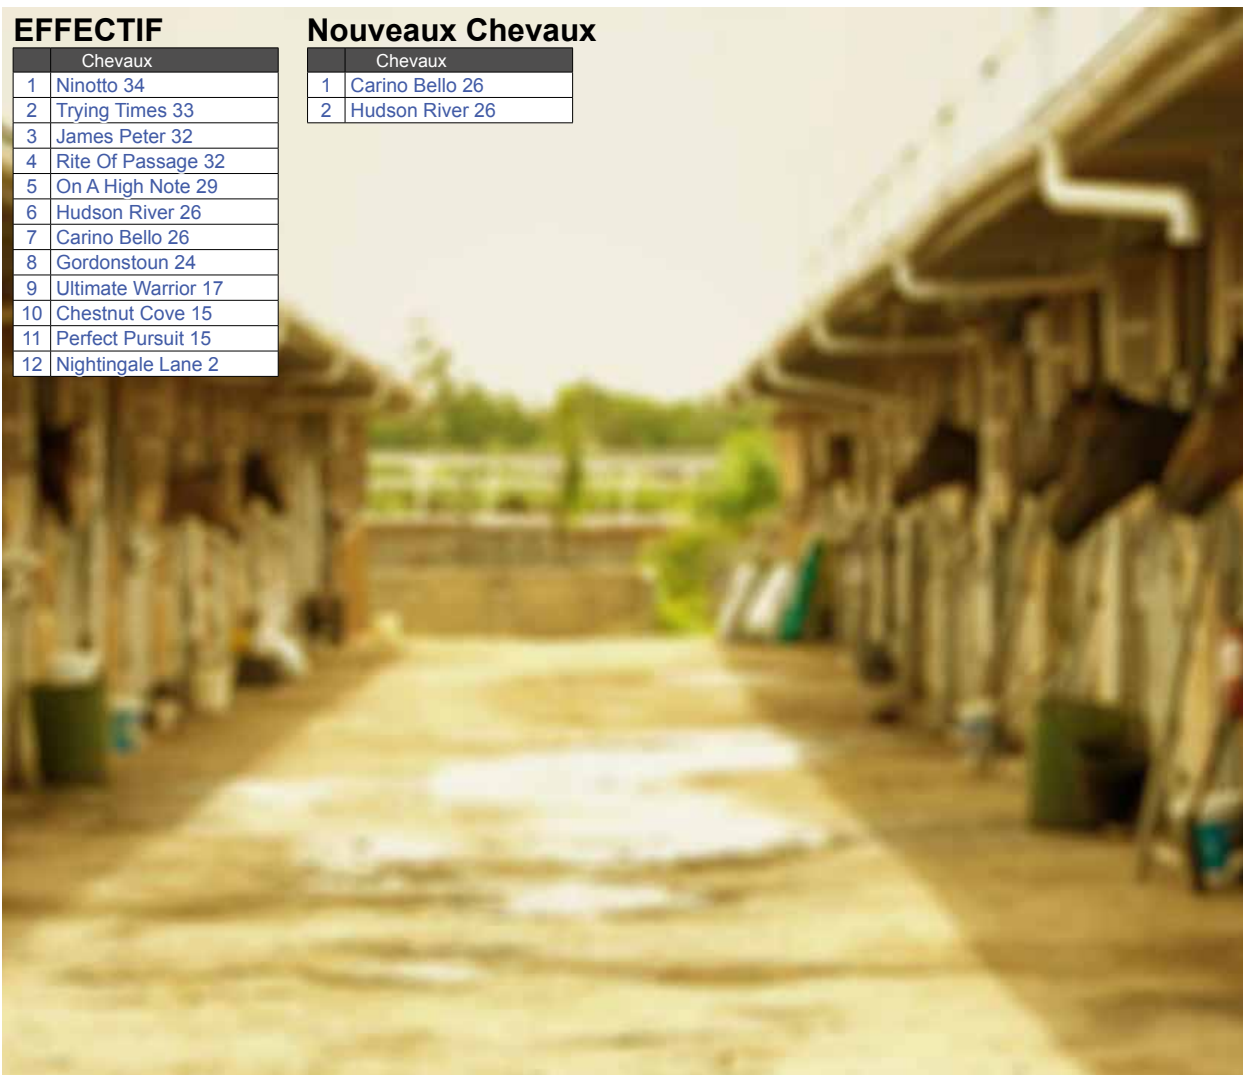 EFFECTIF
Chevaux
1 Ninotto 34
2 Trying Times 33
3 James Peter 32
4 Rite Of Passage 32
5 On A High Note 29
6 Hudson River 26
7 Carino Bello 26
8 Gordonstoun 24
9 Ultimate Warrior 17
10 Chestnut Cove 15
11 Perfect Pursuit 15
12 Nightingale Lane 2
Nouveaux Chevaux
Chevaux
1 Carino Bello 26
2 Hudson River 26